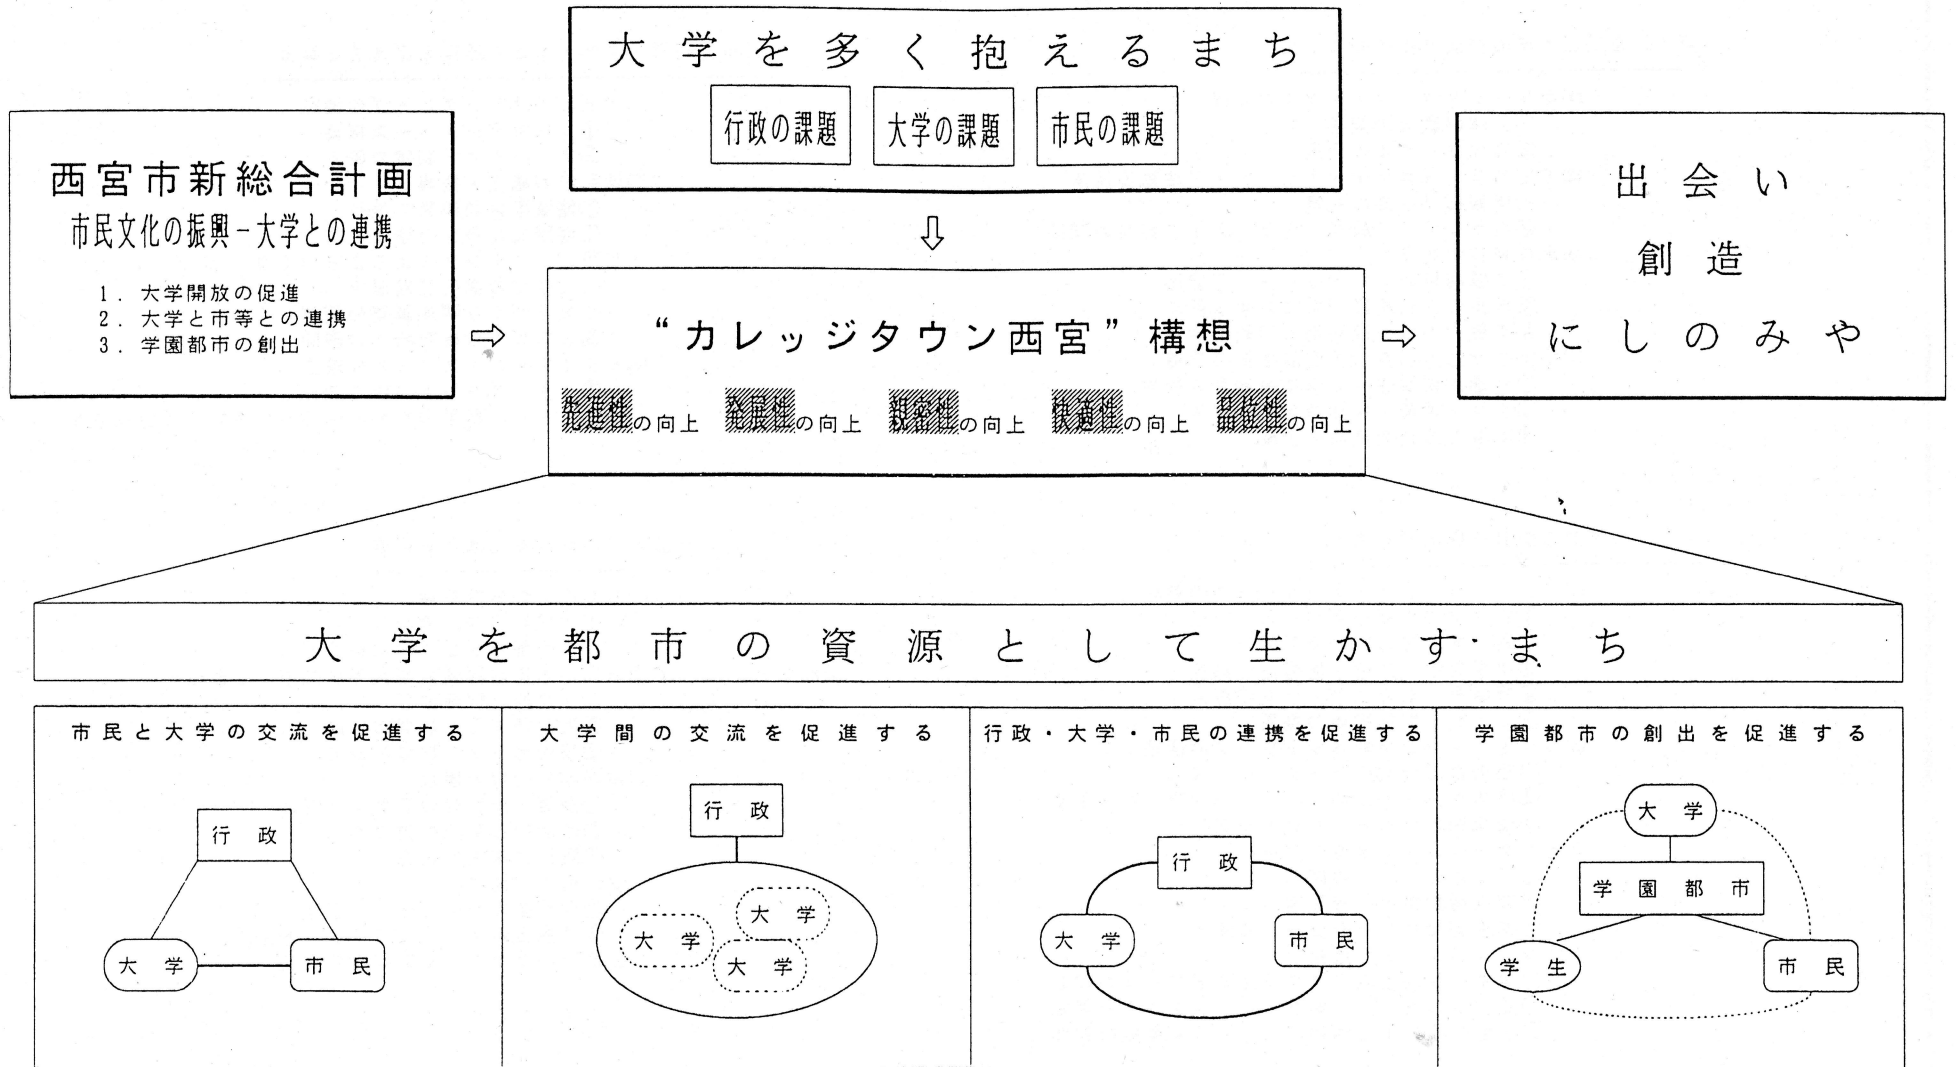 大学を多く抱えるまち
行政の課題
大学の課題
市民の課題
西宮市新総合計画
市民文化の振興－大学との連携
1．大学開放の促進
2．大学と市等との連携
3．学園都市の創出
“カレッジタウン西宮”構想
先進性の向上
発展性の向上
親密性の向上
快適性の向上
品位性の向上
出会い
創造
にしのみや
大学を都市の資源として生かすまち
市民と大学の交流を促進する
行政
大学
市民
大学間の交流を促進する
行政
大学
大学
大学
行政・大学・市民の連携を促進する
行政
大学
市民
学園都市の創出を促進する
大学
学園都市
学生
市民